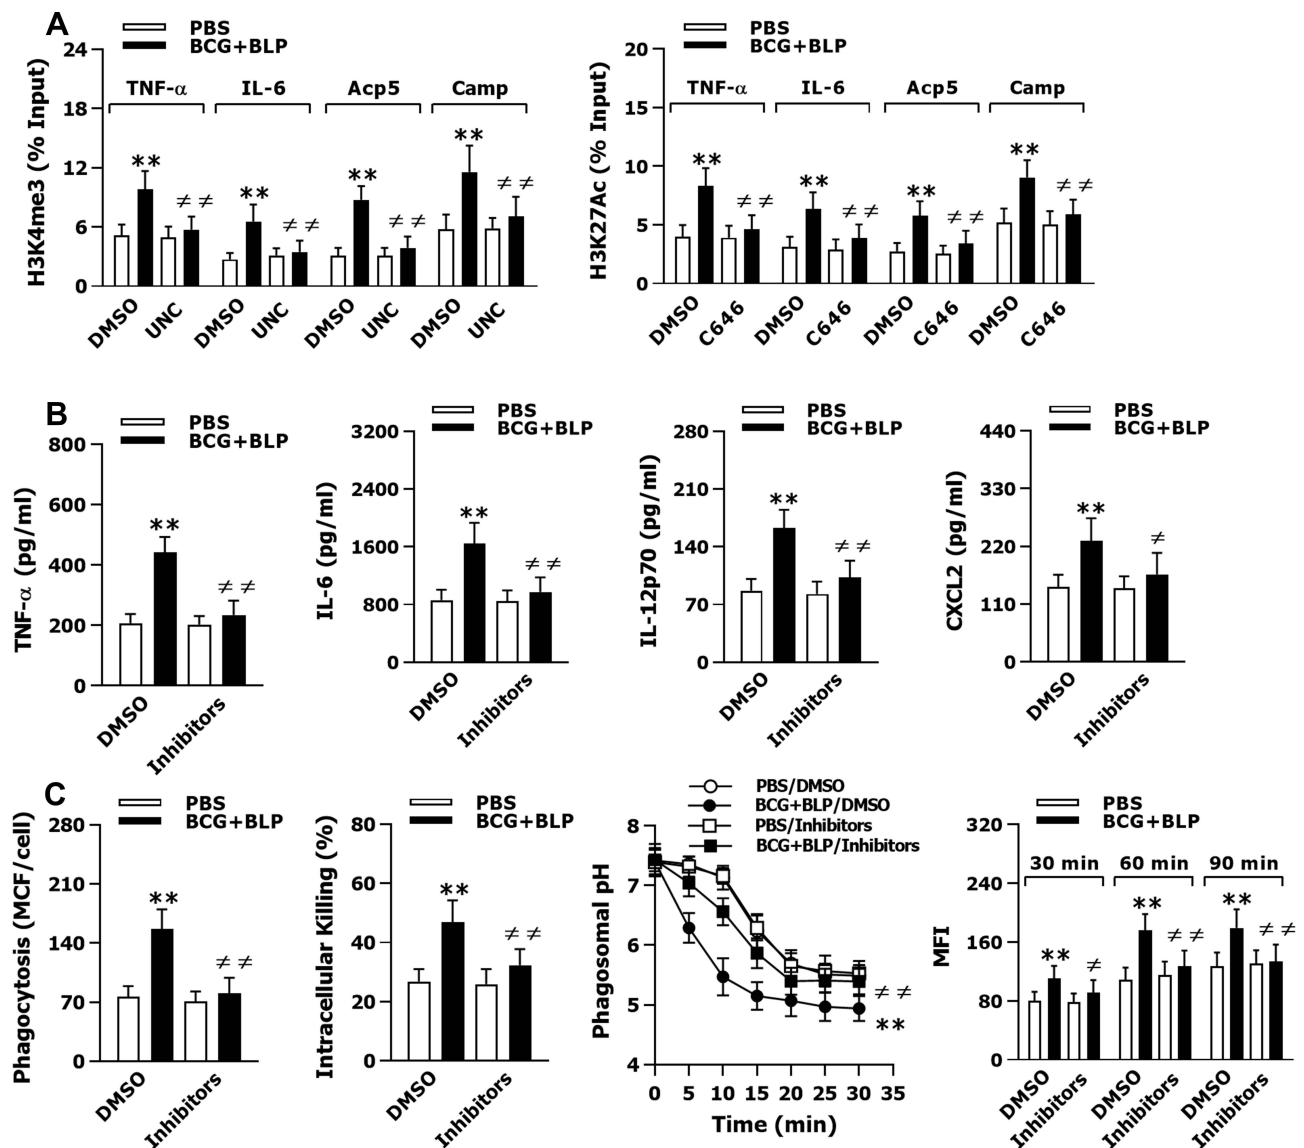 A
PBS
BCG+BLP
H3K4me3 (% Input)
24
18
12
6
0
TNF-α
IL-6
Acp5
Camp
**
≠ ≠
**
≠ ≠
**
≠ ≠
**
≠ ≠
DMSO
UNC
DMSO
UNC
DMSO
UNC
DMSO
UNC
PBS
BCG+BLP
H3K27Ac (% Input)
20
15
10
5
0
TNF-α
IL-6
Acp5
Camp
**
≠ ≠
**
≠ ≠
**
≠ ≠
**
≠ ≠
DMSO
C646
DMSO
C646
DMSO
C646
DMSO
C646
B
PBS
BCG+BLP
TNF-α (pg/ml)
800
600
400
200
0
**
≠ ≠
DMSO
Inhibitors
PBS
BCG+BLP
IL-6 (pg/ml)
3200
2400
1600
800
0
**
≠ ≠
DMSO
Inhibitors
PBS
BCG+BLP
IL-12p70 (pg/ml)
280
210
140
70
0
**
≠ ≠
DMSO
Inhibitors
PBS
BCG+BLP
CXCL2 (pg/ml)
440
330
220
110
0
**
≠
DMSO
Inhibitors
C
PBS
BCG+BLP
Phagocytosis (MCF/cell)
280
210
140
70
0
**
≠ ≠
DMSO
Inhibitors
PBS
BCG+BLP
Intracellular Killing (%)
80
60
40
20
0
**
≠ ≠
DMSO
Inhibitors
PBS/DMSO
BCG+BLP/DMSO
PBS/Inhibitors
BCG+BLP/Inhibitors
Phagosomal pH
8
7
6
5
4
≠ ≠
**
0 5 10 15 20 25 30 35
Time (min)
PBS
BCG+BLP
MFI
320
240
160
80
0
30 min
60 min
90 min
**
≠
**
≠ ≠
**
≠ ≠
DMSO
Inhibitors
DMSO
Inhibitors
DMSO
Inhibitors